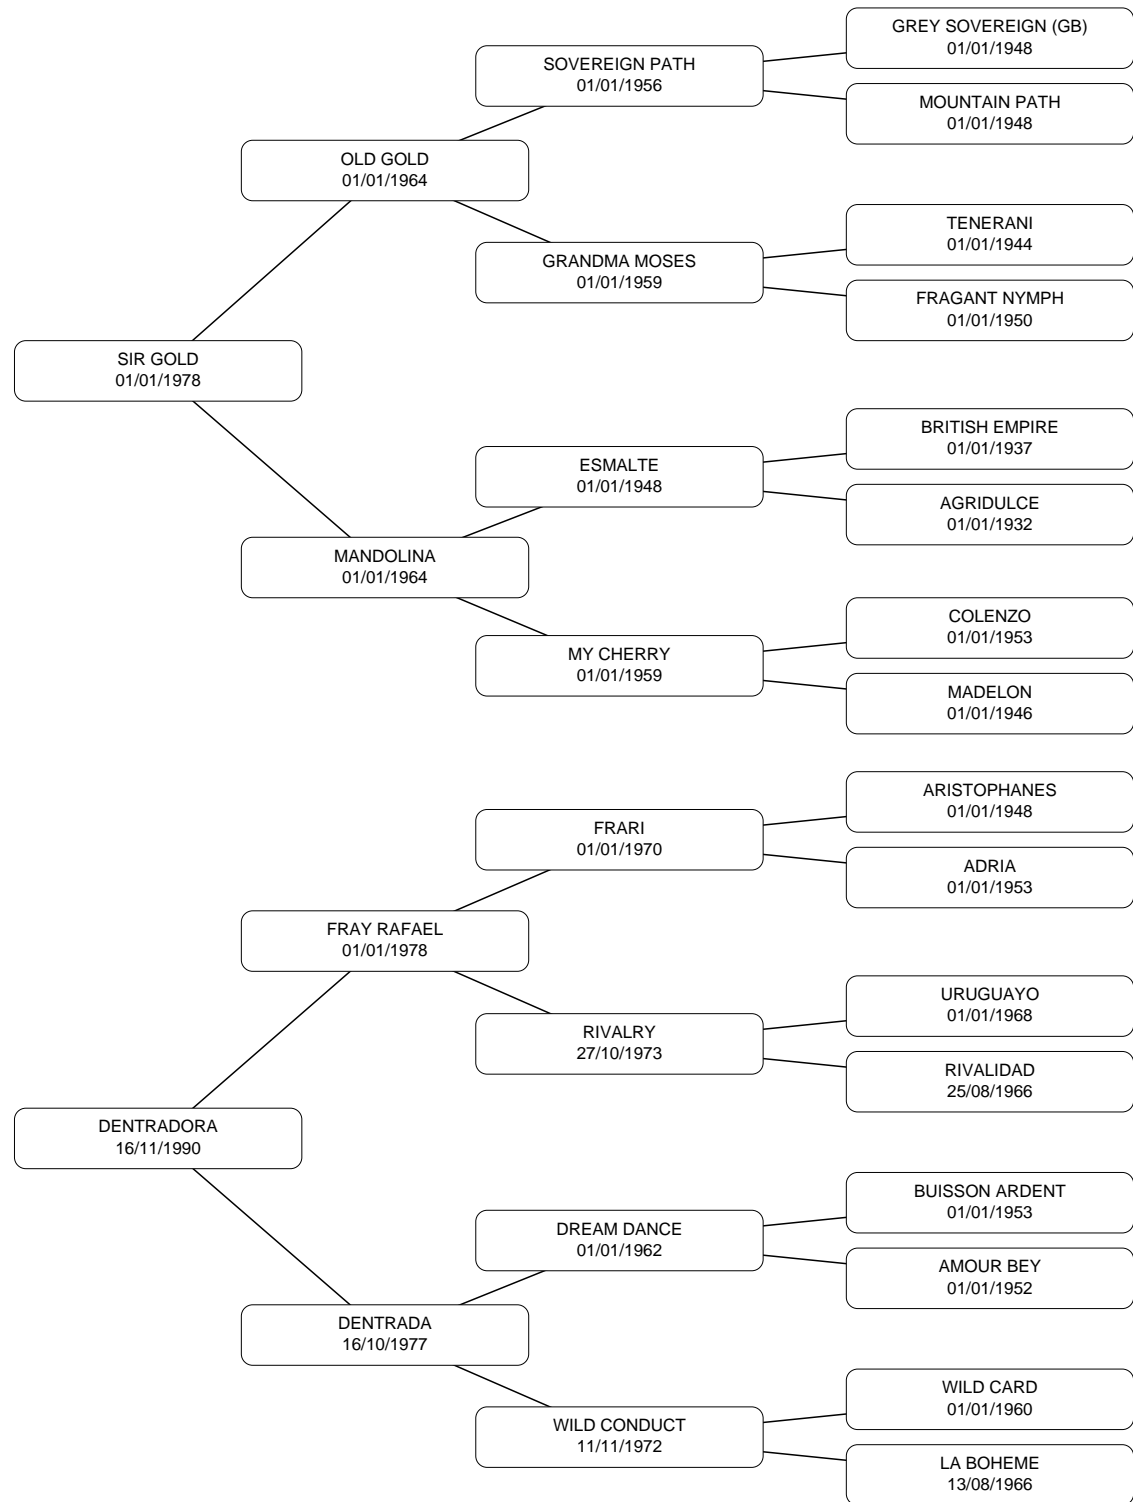 GREY SOVEREIGN (GB)
01/01/1948
SOVEREIGN PATH
01/01/1956
MOUNTAIN PATH
01/01/1948
OLD GOLD
01/01/1964
TENERANI
01/01/1944
GRANDMA MOSES
01/01/1959
FRAGANT NYMPH
01/01/1950
SIR GOLD
01/01/1978
BRITISH EMPIRE
01/01/1937
ESMALTE
01/01/1948
AGRIDULCE
01/01/1932
MANDOLINA
01/01/1964
COLENZO
01/01/1953
MY CHERRY
01/01/1959
MADELON
01/01/1946
ARISTOPHANES
01/01/1948
FRARI
01/01/1970
ADRIA
01/01/1953
FRAY RAFAEL
01/01/1978
URUGUAYO
01/01/1968
RIVALRY
27/10/1973
RIVALIDAD
25/08/1966
DENTRADORA
16/11/1990
BUISSON ARDENT
01/01/1953
DREAM DANCE
01/01/1962
AMOUR BEY
01/01/1952
DENTRADA
16/10/1977
WILD CARD
01/01/1960
WILD CONDUCT
11/11/1972
LA BOHEME
13/08/1966